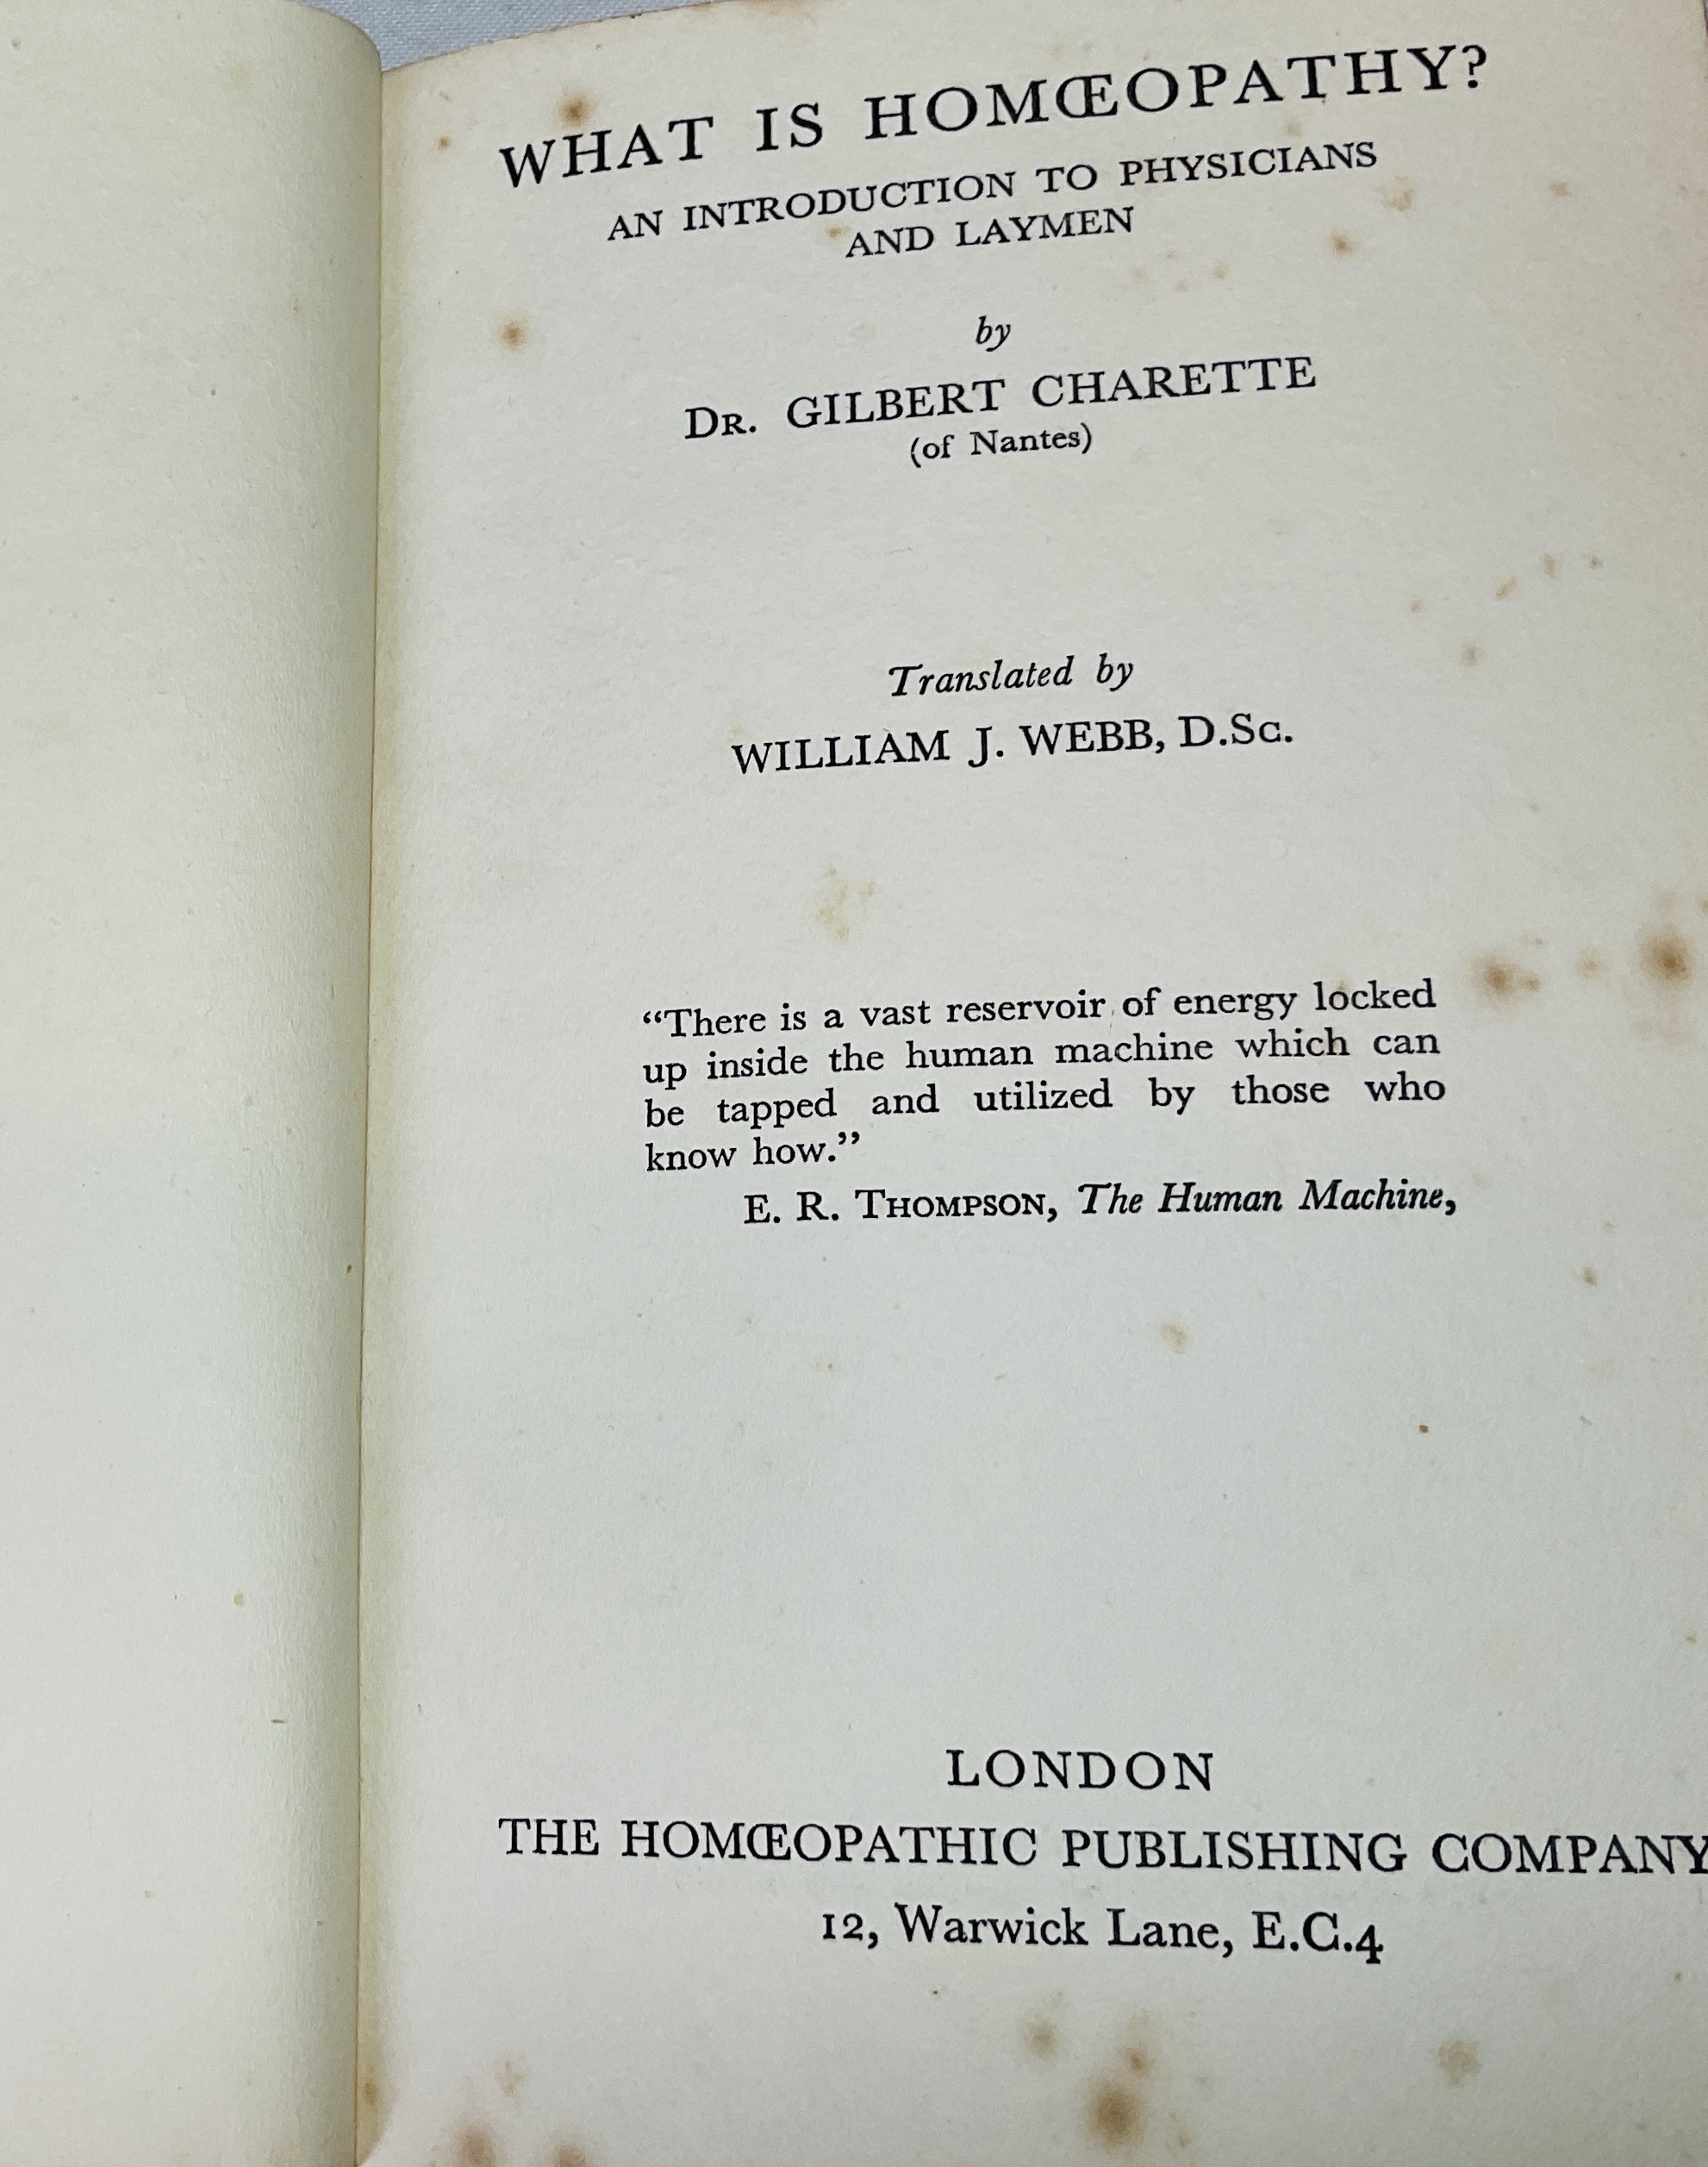 WHAT IS HOMŒOPATHY?
AN INTRODUCTION TO PHYSICIANS
AND LAYMEN
by
DR. GILBERT CHARETTE
(of Nantes)
Translated by
WILLIAM J. WEBB, D.Sc.
“There is a vast reservoir of energy locked
up inside the human machine which can
be tapped and utilized by those who
know how.”
E. R. THOMPSON, The Human Machine,
LONDON
THE HOMŒOPATHIC PUBLISHING COMPANY
12, Warwick Lane, E.C.4